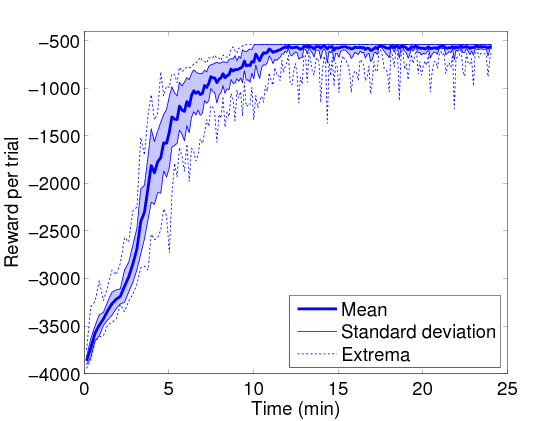 Reward per trial
−500
−1000
−1500
−2000
−2500
−3000
−3500
−4000
0 5 10 15 20 25
Time (min)
Mean
Standard deviation
Extrema